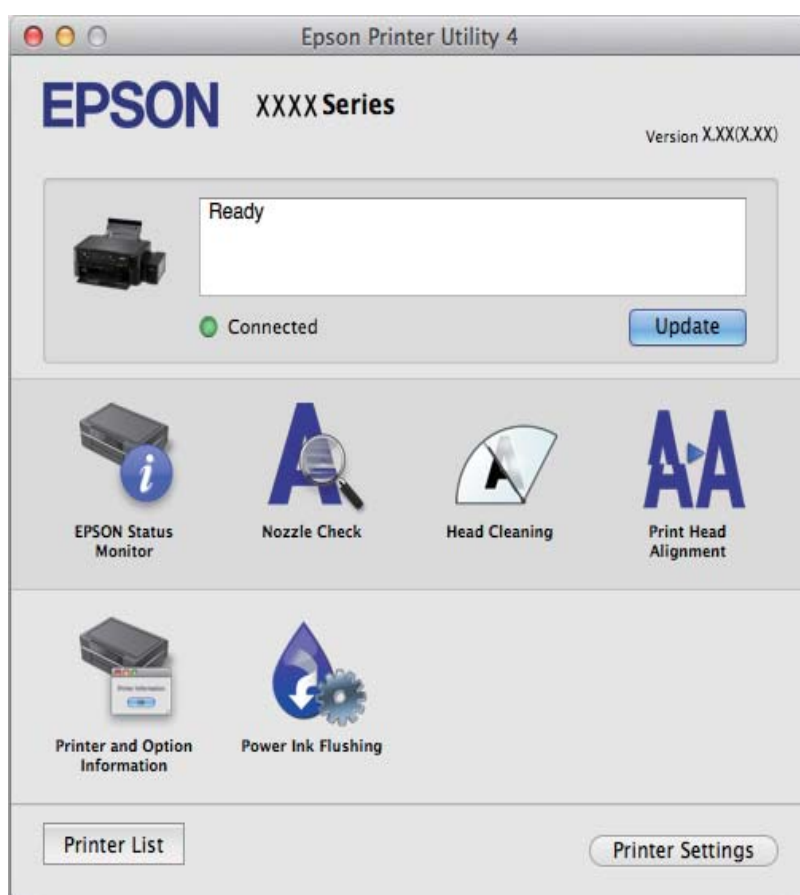 Epson Printer Utility 4
EPSON XXXX Series
Version X.XX(X.XX)
Ready
Connected
Update
EPSON Status
Monitor
Nozzle Check
Head Cleaning
Print Head
Alignment
Printer and Option
Information
Power Ink Flushing
Printer List
Printer Settings